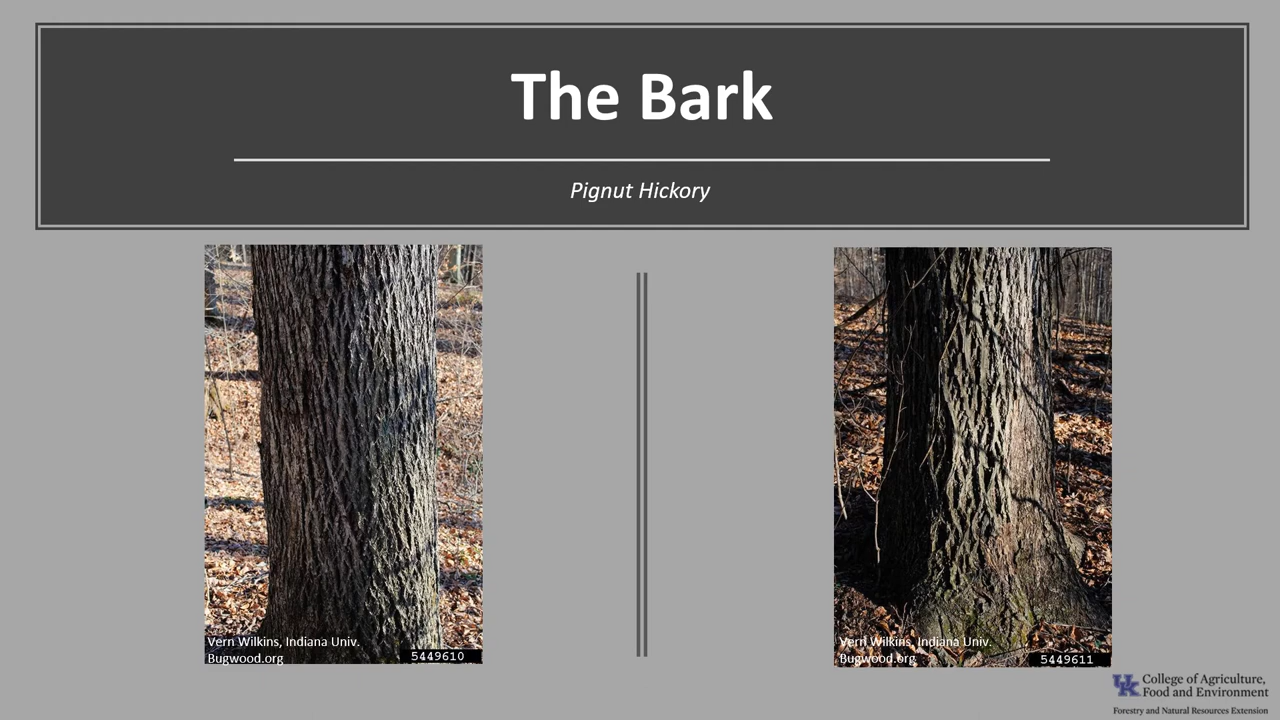 The Bark
Pignut Hickory
Vern Wilkins, Indiana Univ.
Bugwood.org
5449610
Vern Wilkins, Indiana Univ.
Bugwood.org
5449611
UK
College of Agriculture,
Food and Environment
Forestry and Natural Resources Extension